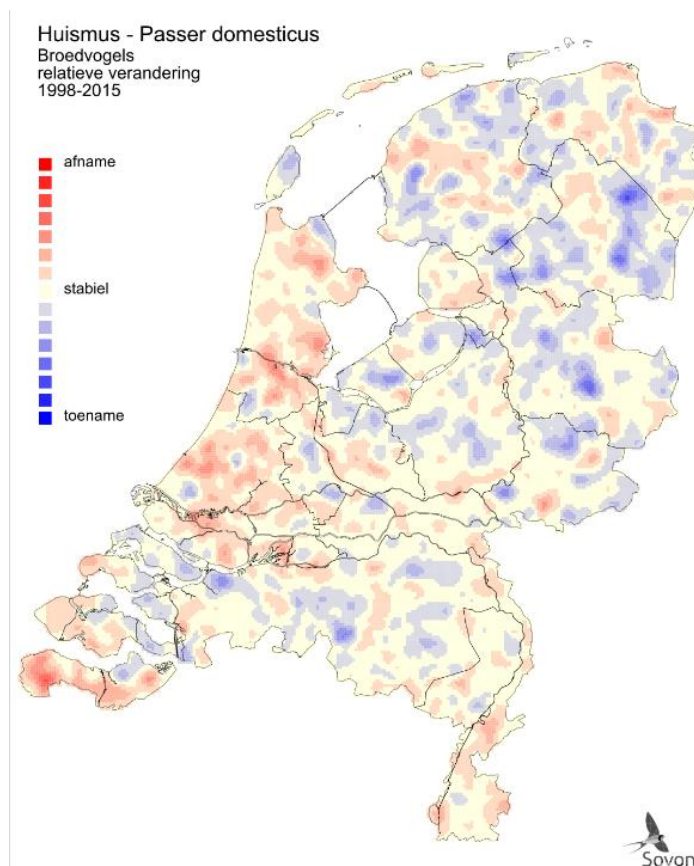 Huismus - Passer domesticus
Broedvogels
relatieve verandering
1998-2015
afname
stabiel
toename
Sovon